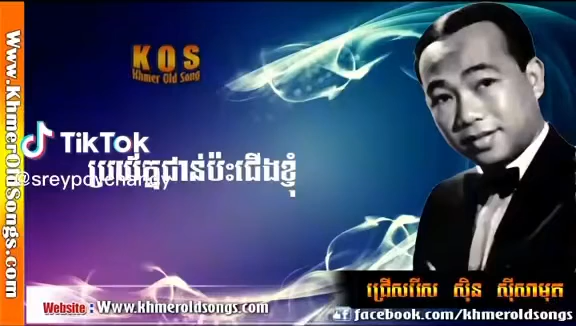 www.KhmerOldSongs.com
KOS
Khmer Old Song
TikTok
ប្រយ័ត្នជាន់ប៉ះជើងខ្ញុំ
ជ្រើសរើស ស៊ិន ស៊ីសាមុត
Website : Www.khmeroldsongs.com
facebook.com/khmeroldsongs